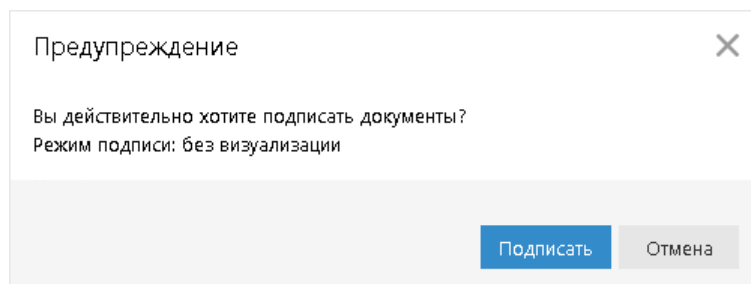 Предупреждение
Вы действительно хотите подписать документы?
Режим подписи: без визуализации
Подписать Отмена